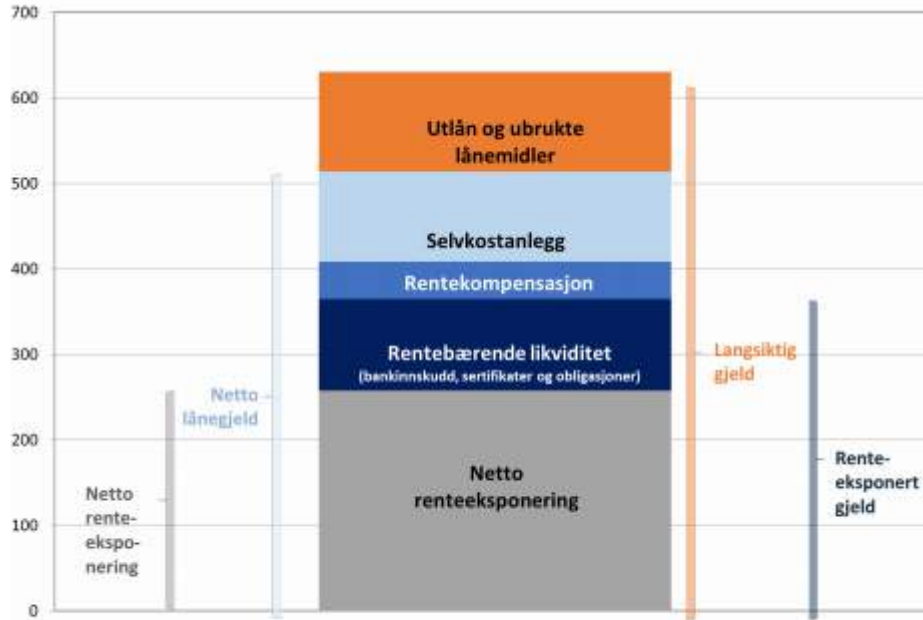 700
600
500
400
300
200
100
0
Utlån og ubrukte
lånemidler
Selvkostanlegg
Rentekompensasjon
Rentebærende likviditet
(bankinnskudd, sertifikater og obligasjoner)
Netto
renteeksponering
Netto
rente-
ekspo-
nering
Netto
lånegjeld
Langsiktig
gjeld
Rente-
eksponert
gjeld